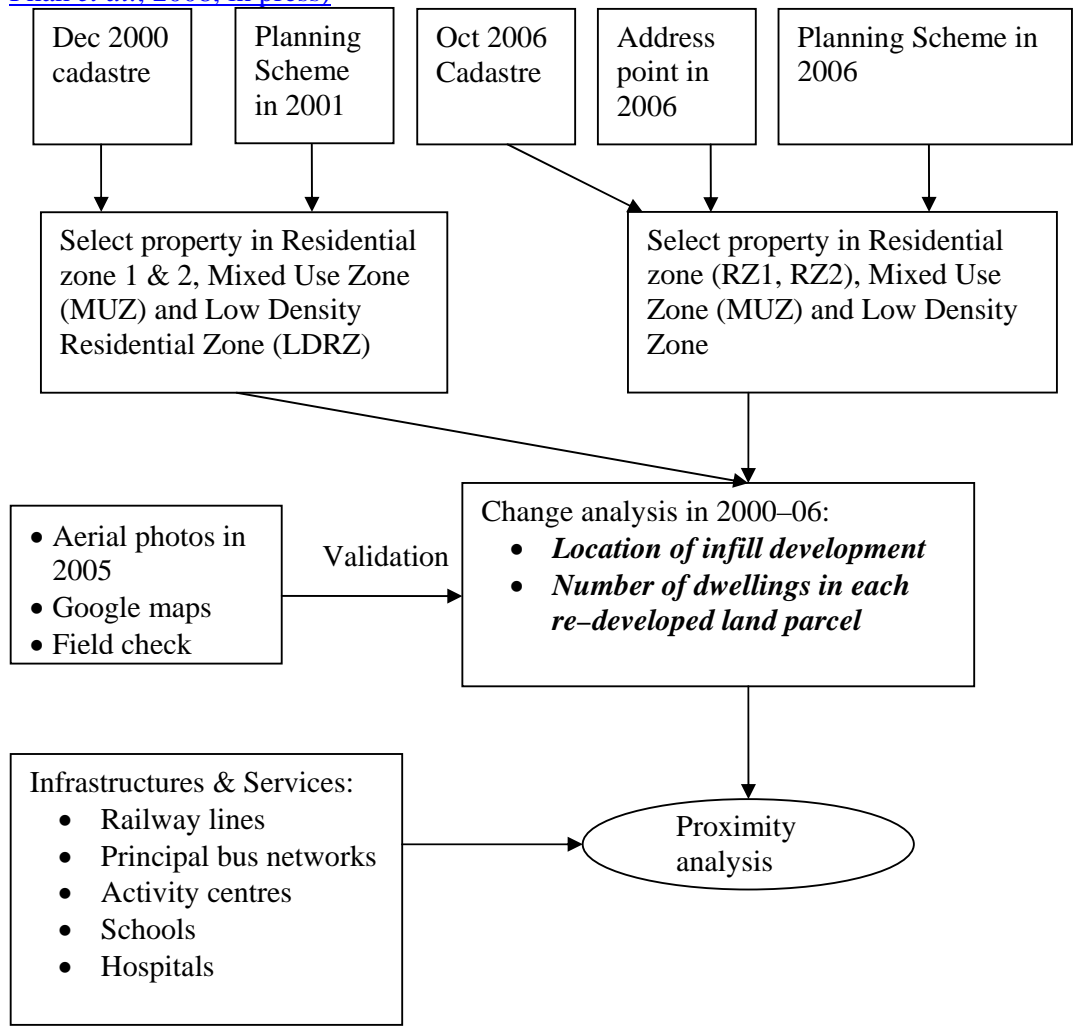 2008, in press)
Dec 2000
cadastre
Planning
Scheme
in 2001
Oct 2006
Cadastre
Address
point in
2006
Planning Scheme in
2006
Select property in Residential
zone 1 & 2, Mixed Use Zone
(MUZ) and Low Density
Residential Zone (LDRZ)
Select property in Residential
zone (RZ1, RZ2), Mixed Use
Zone (MUZ) and Low Density
Zone
• Aerial photos in
2005
• Google maps
• Field check
Validation
Change analysis in 2000–06:
• Location of infill development
• Number of dwellings in each
re–developed land parcel
Infrastructures & Services:
• Railway lines
• Principal bus networks
• Activity centres
• Schools
• Hospitals
Proximity
analysis